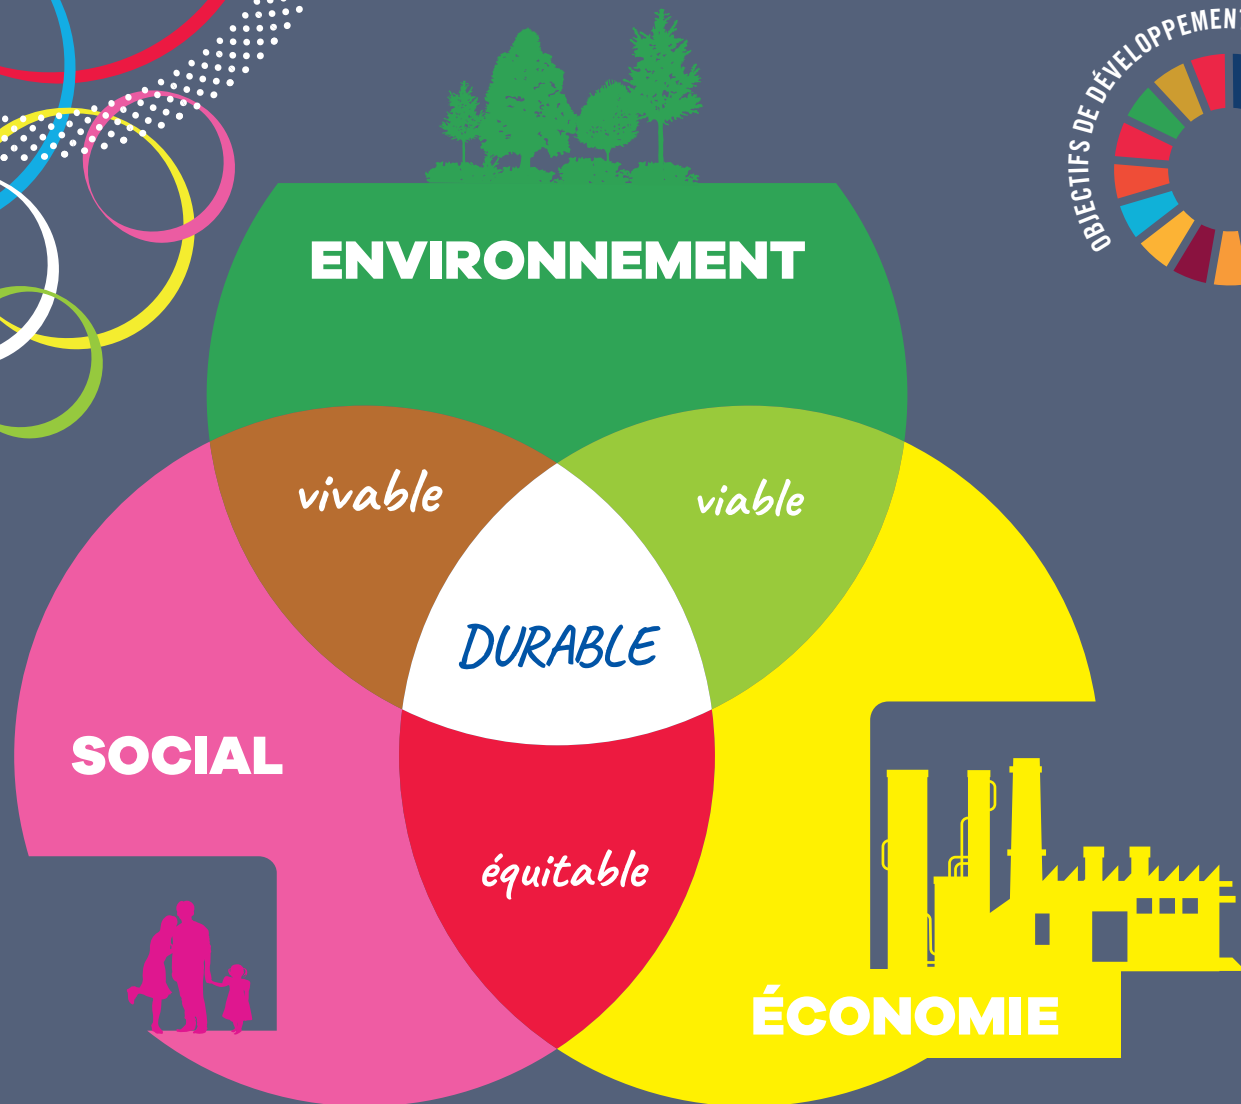 OBJECTIFS DE DÉVELOPPEMENT
ENVIRONNEMENT
vivable
viable
DURABLE
SOCIAL
équitable
ÉCONOMIE